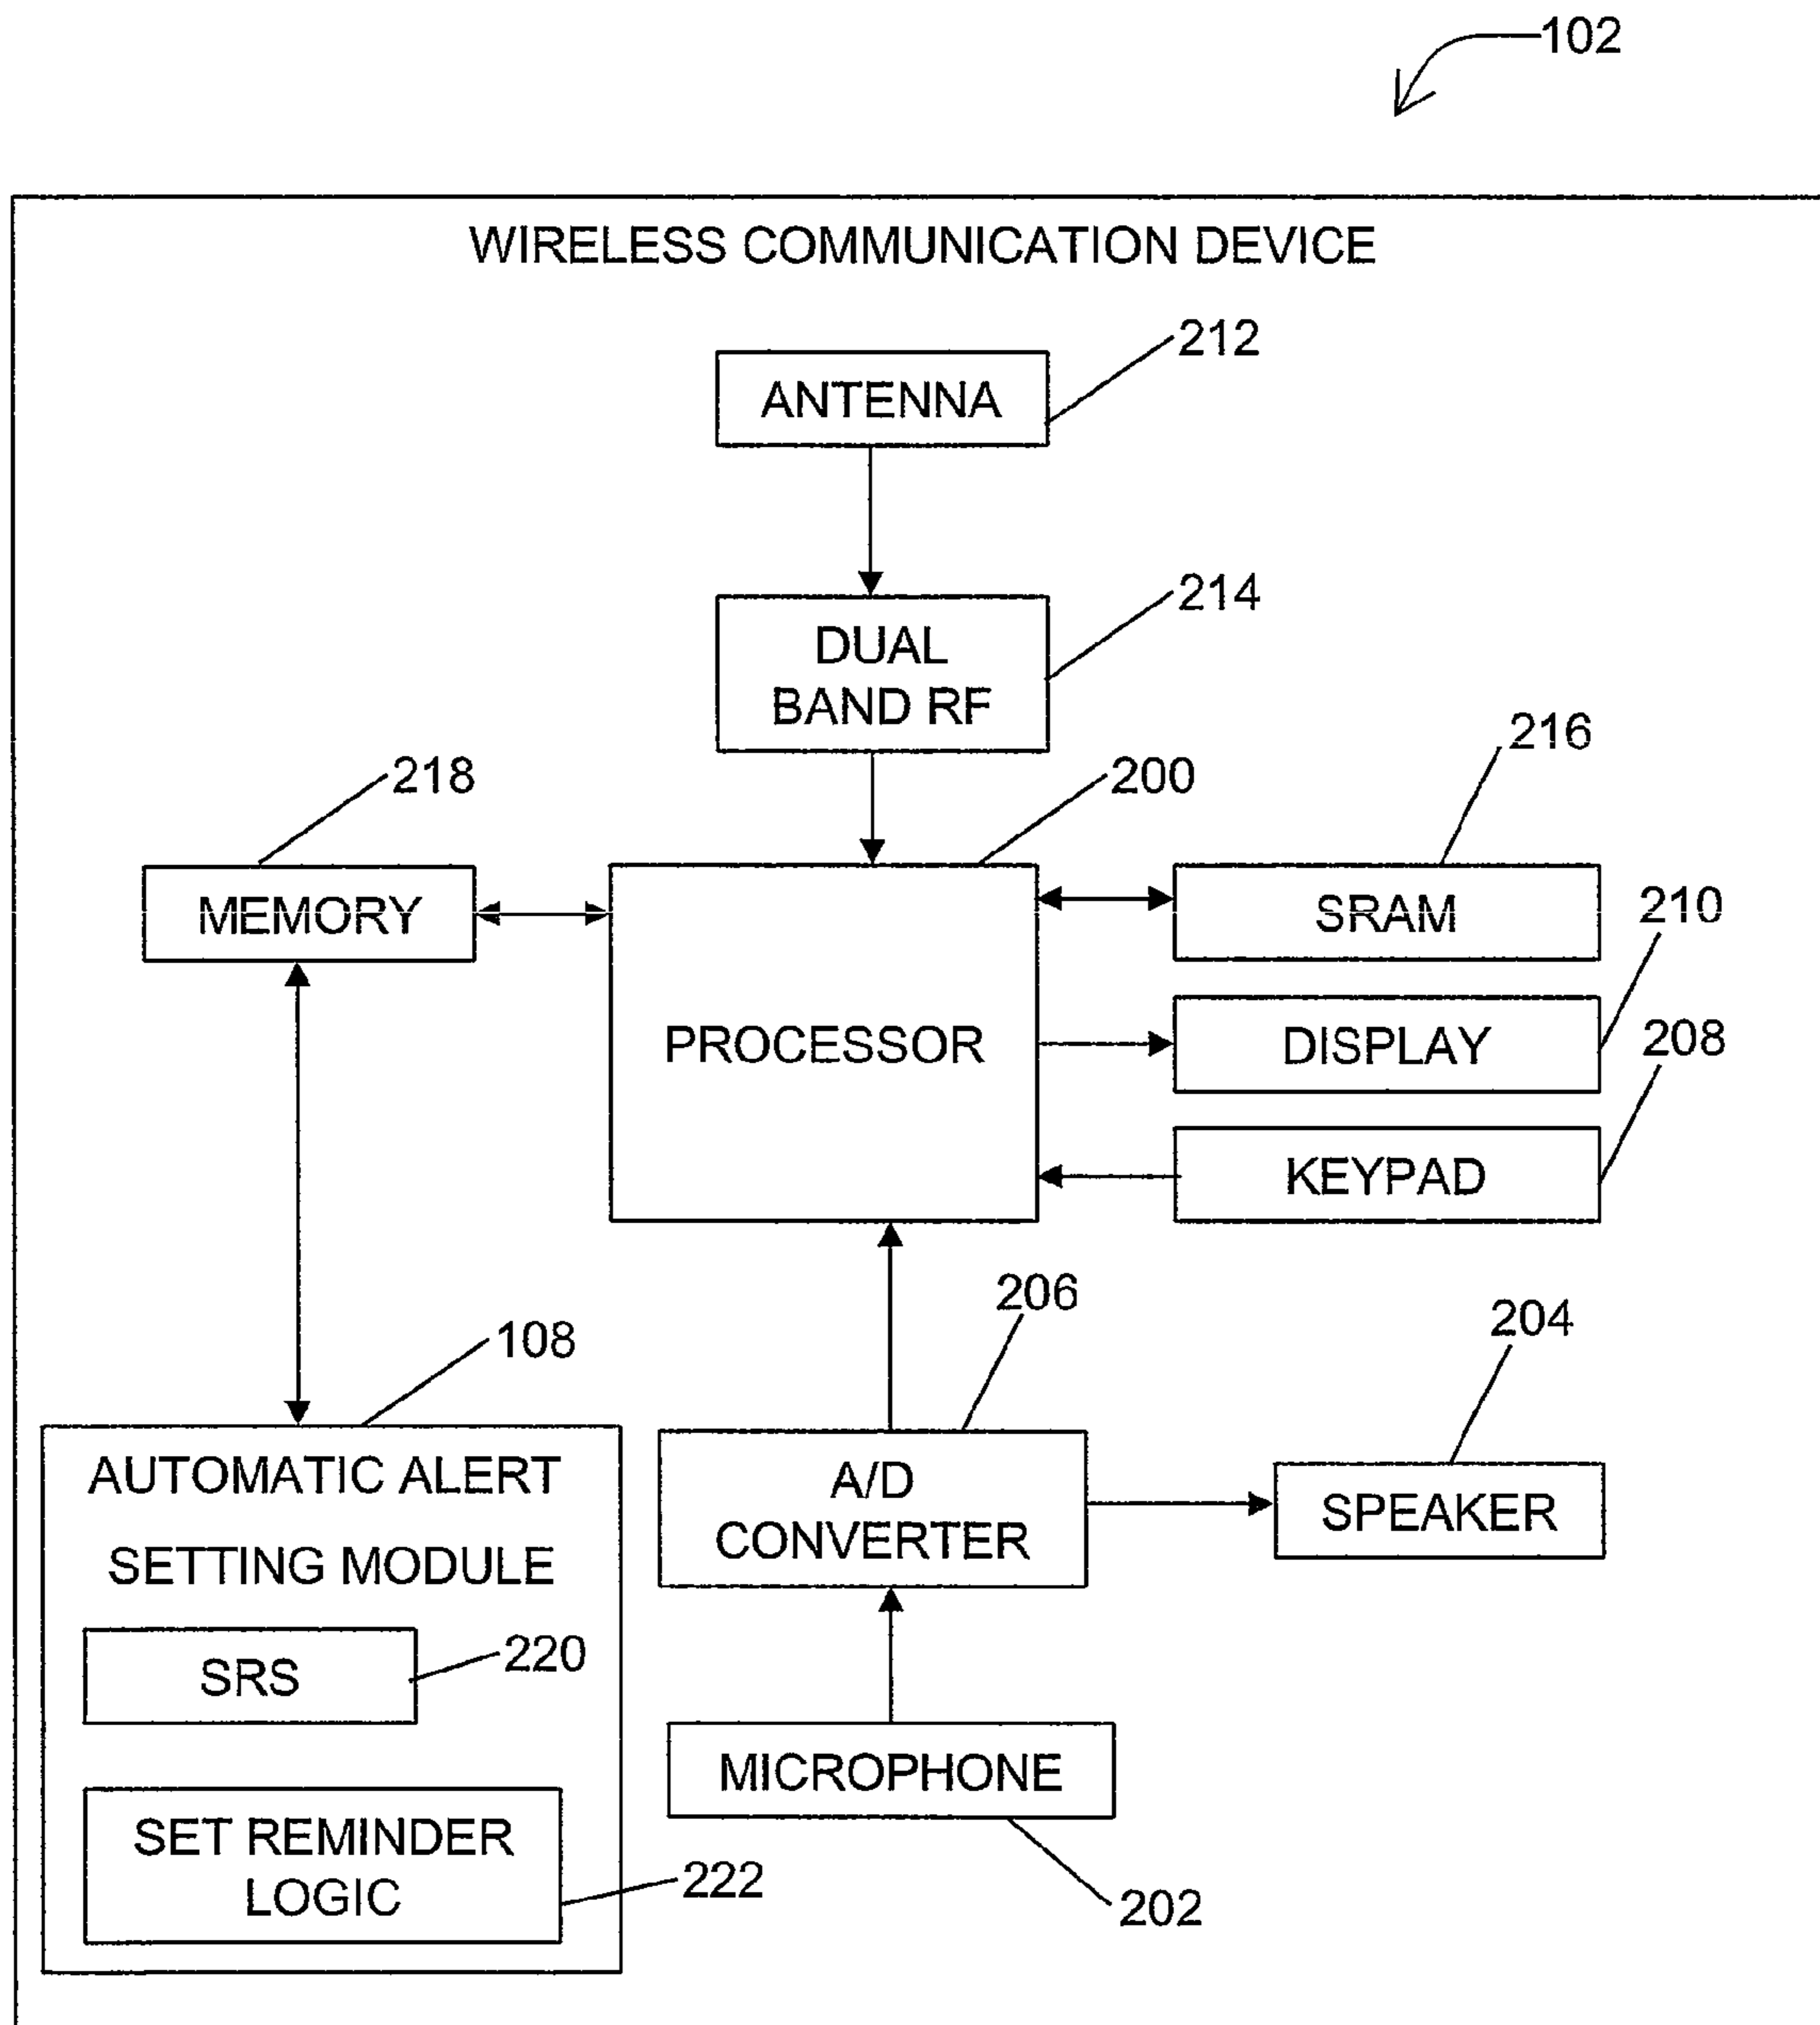 102
WIRELESS COMMUNICATION DEVICE
212
ANTENNA
214
DUAL
BAND RF
216
218
200
MEMORY
SRAM
210
PROCESSOR
DISPLAY
208
KEYPAD
206
204
108
AUTOMATIC ALERT
SETTING MODULE
A/D
CONVERTER
SPEAKER
SRS
220
MICROPHONE
SET REMINDER
LOGIC
222
202